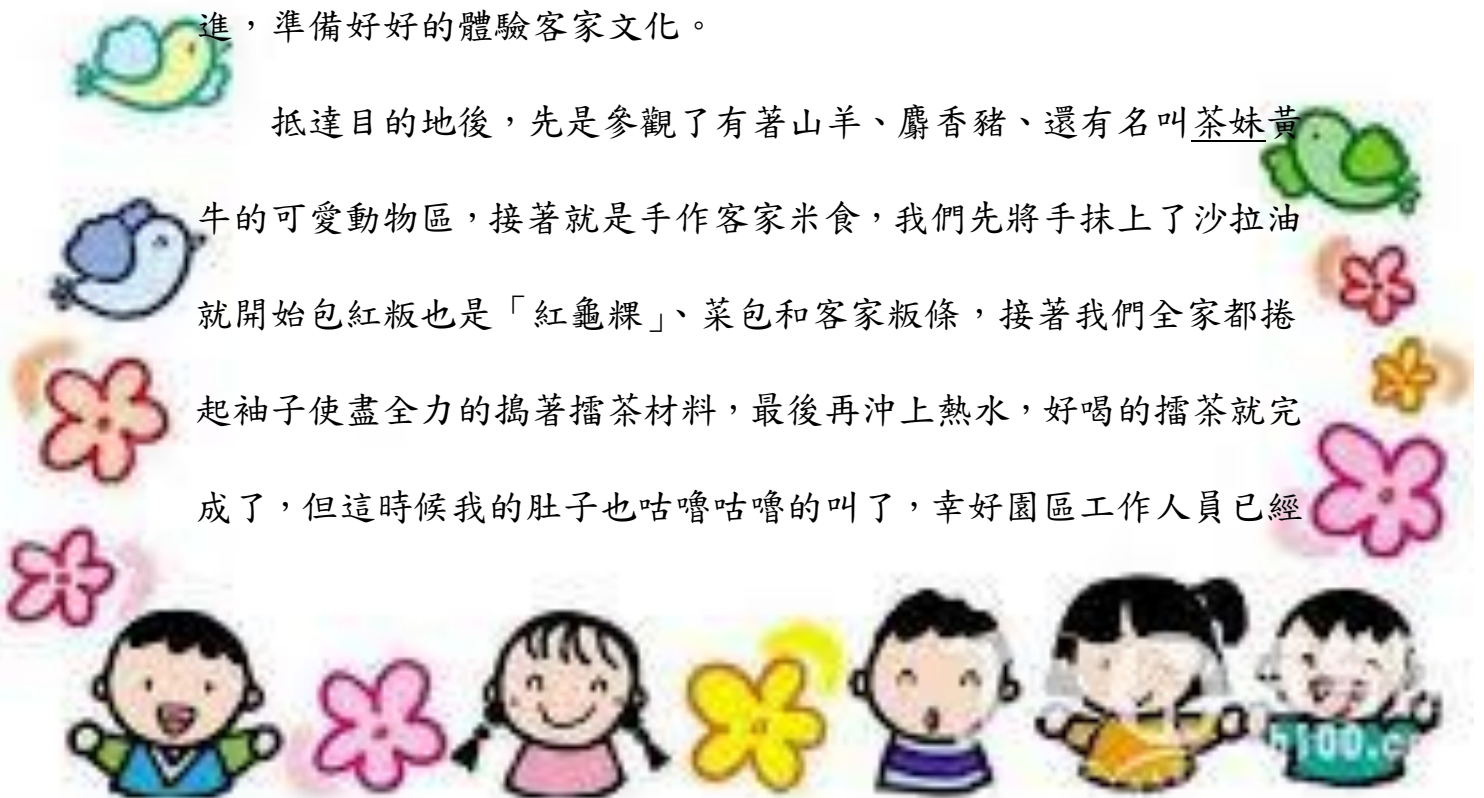 進，準備好好的體驗客家文化。
抵達目的地後，先是參觀了有著山羊、麝香豬、還有名叫茶妹黃
牛的可愛動物區，接著就是手作客家米食，我們先將手抹上了沙拉油
就開始包紅粄也是「紅龜粿」、菜包和客家粄條，接著我們全家都捲
起袖子使盡全力的搗著擂茶材料，最後再沖上熱水，好喝的擂茶就完
成了，但這時候我的肚子也咕嚕咕嚕的叫了，幸好園區工作人員已經